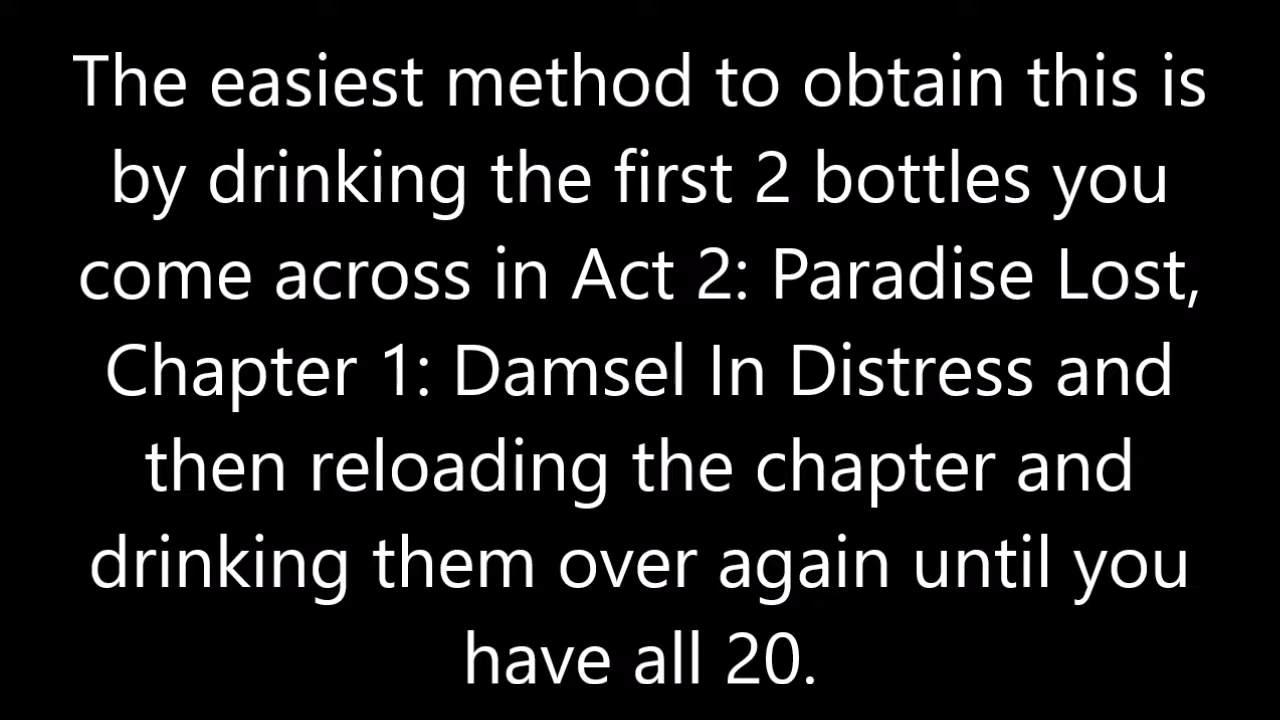 The easiest method to obtain this is
by drinking the first 2 bottles you
come across in Act 2: Paradise Lost,
Chapter 1: Damsel In Distress and
then reloading the chapter and
drinking them over again until you
have all 20.